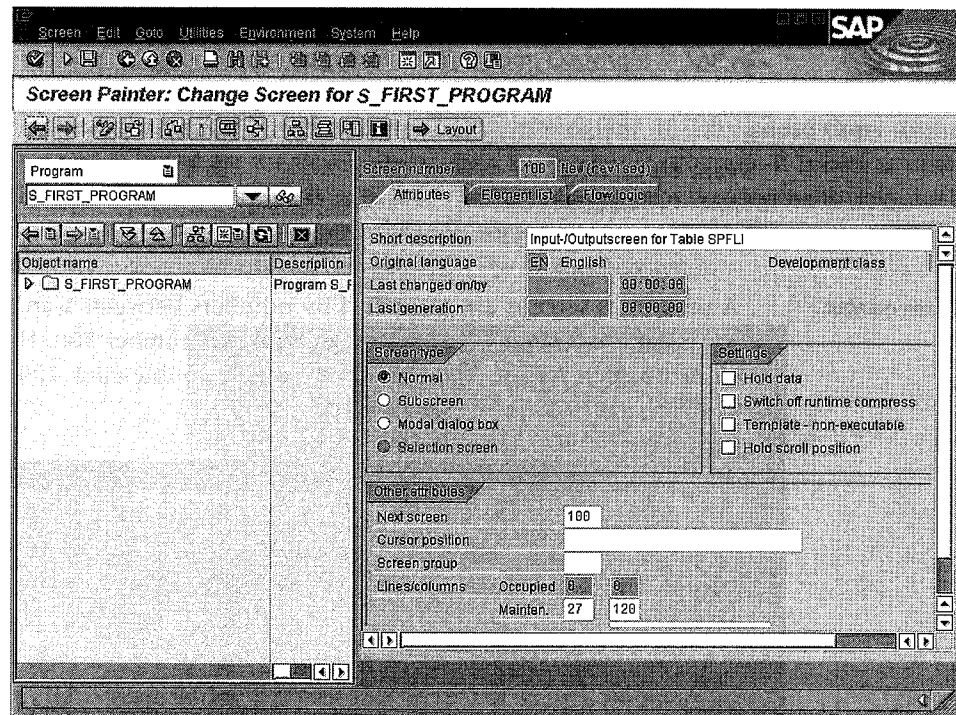 Screen Edit Goto Utilities Environment System Help
SAP
Screen Painter: Change Screen for S_FIRST_PROGRAM
Layout
Program
S_FIRST_PROGRAM
Object name Description
S_FIRST_PROGRAM Program S_F
Screen number 100 New (revised)
Attributes Element list Flow logic
Short description Input-/Outputscreen for Table SPFLI
Original language EN English Development class
Last changed on/by 00:00:00
Last generation 00:00:00
Screen type
Normal
Subscreen
Modal dialog box
Selection screen
Settings
Hold data
Switch off runtime compress
Template - non-executable
Hold scroll position
Other attributes
Next screen 100
Cursor position
Screen group
Lines/columns Occupied 0 0
Mainten. 27 120